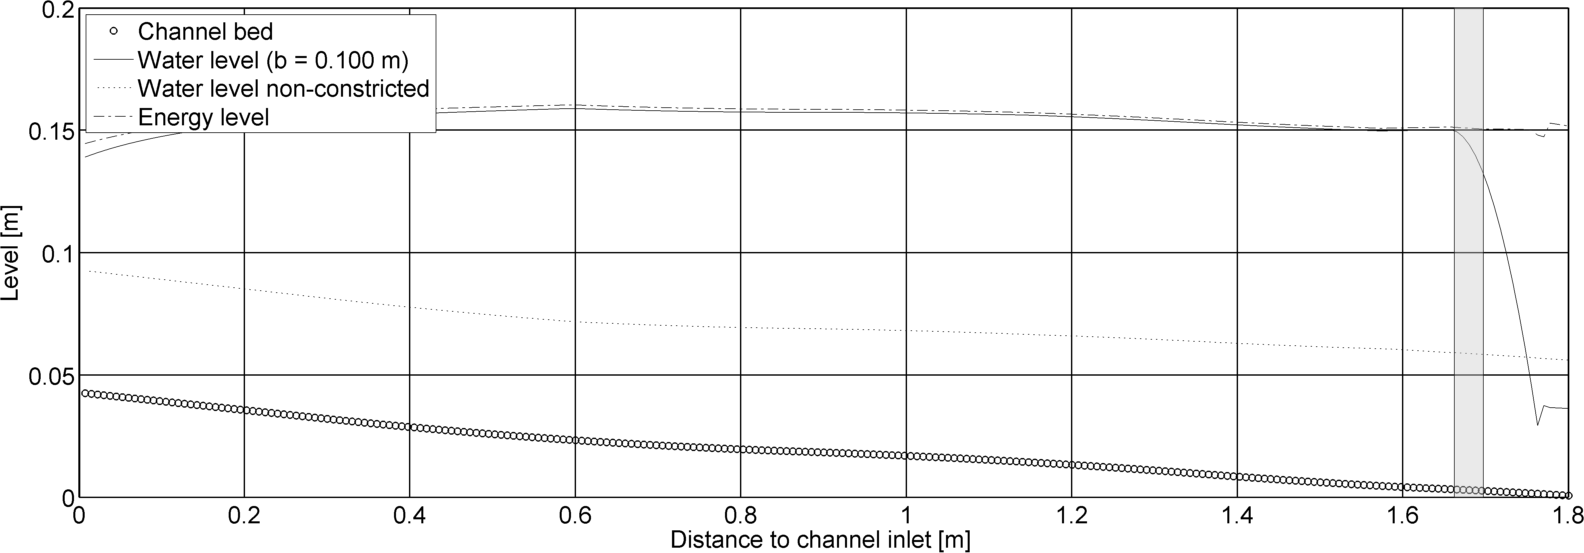 0.2
0.15
0.1
0.05
0
Level [m]
Channel bed
Water level (b = 0.100 m)
Water level non-constricted
Energy level
0 0.2 0.4 0.6 0.8 1 1.2 1.4 1.6 1.8
Distance to channel inlet [m]